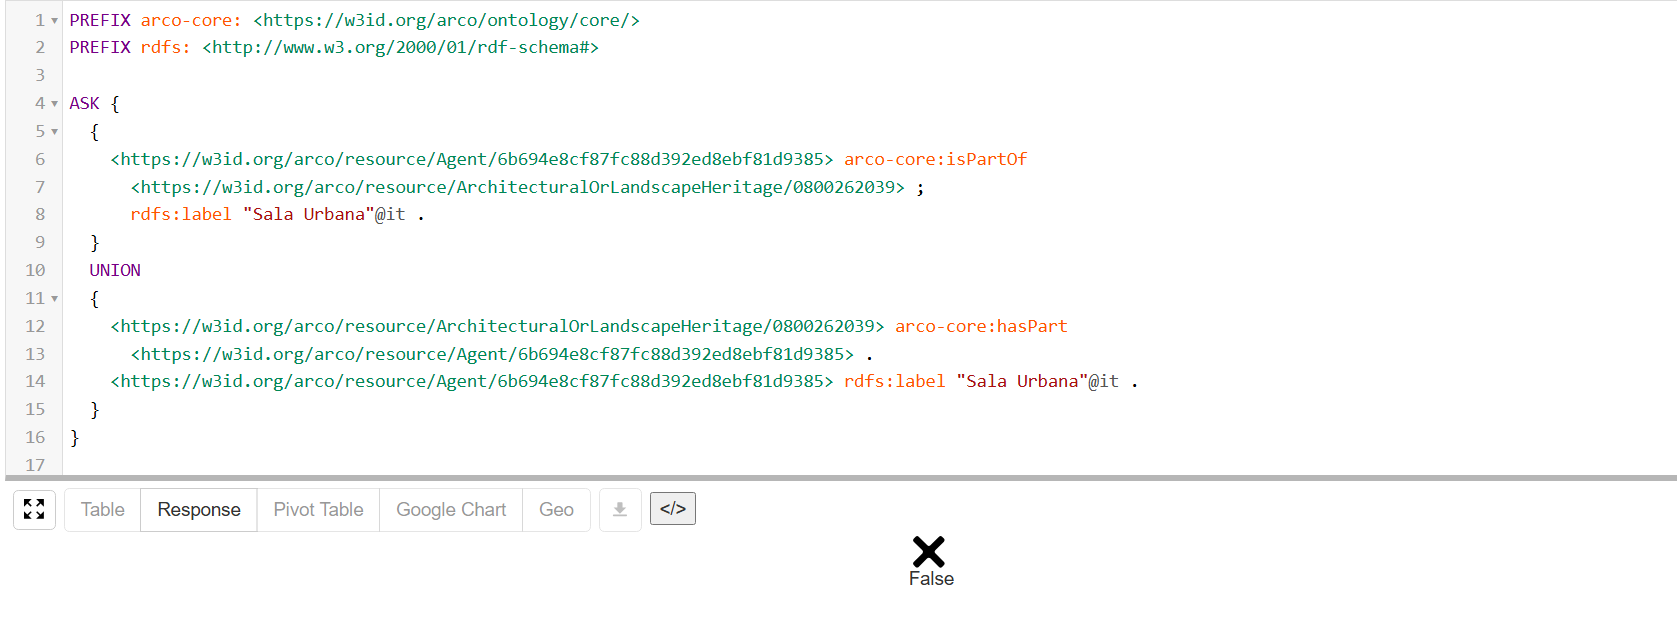 1 PREFIX arco-core: <https://w3id.org/arco/ontology/core/>
2 PREFIX rdfs: <http://www.w3.org/2000/01/rdf-schema#>
3
4 ASK {
5 {
6 <https://w3id.org/arco/resource/Agent/6b694e8cf87fc88d392ed8ebf81d9385> arco-core:isPartOf
7 <https://w3id.org/arco/resource/ArchitecturalOrLandscapeHeritage/0800262039> ;
8 rdfs:label "Sala Urbana"@it .
9 }
10 UNION
11 {
12 <https://w3id.org/arco/resource/ArchitecturalOrLandscapeHeritage/0800262039> arco-core:hasPart
13 <https://w3id.org/arco/resource/Agent/6b694e8cf87fc88d392ed8ebf81d9385> .
14 <https://w3id.org/arco/resource/Agent/6b694e8cf87fc88d392ed8ebf81d9385> rdfs:label "Sala Urbana"@it .
15 }
16 }
17
Table Response Pivot Table Google Chart Geo </>
False